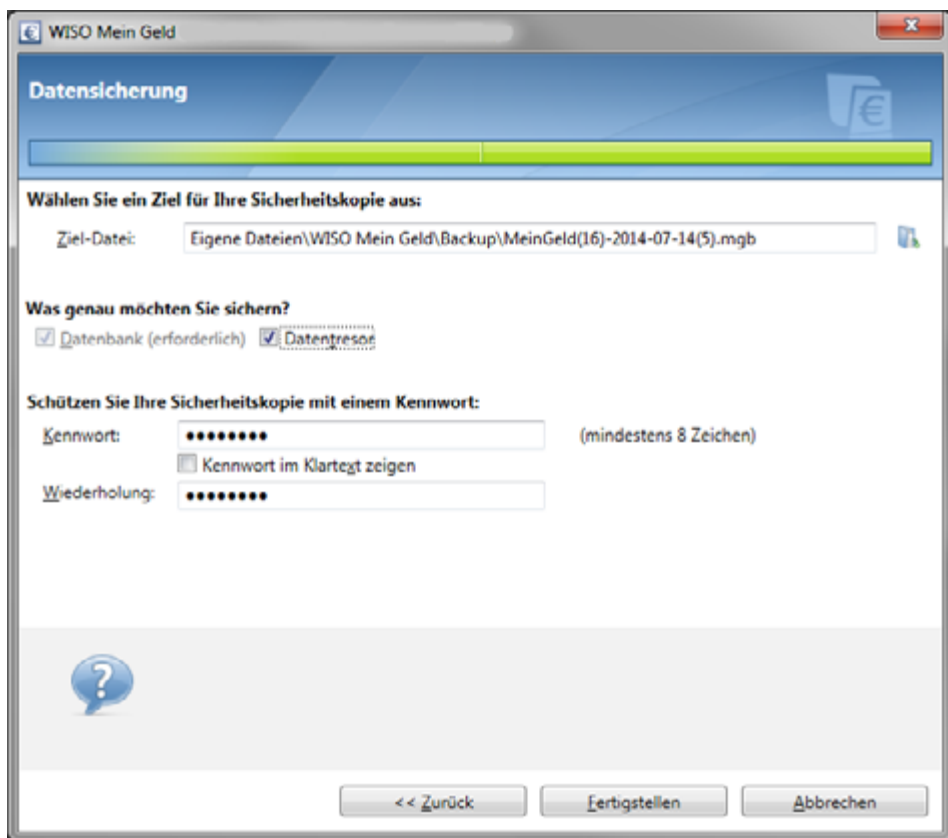 WISO Mein Geld
Datensicherung
Wählen Sie ein Ziel für Ihre Sicherheitskopie aus:
Ziel-Datei: Eigene Dateien\WISO Mein Geld\Backup\MeinGeld(16)-2014-07-14(5).mgb
Was genau möchten Sie sichern?
Datenbank (erforderlich) Datentresor
Schützen Sie Ihre Sicherheitskopie mit einem Kennwort:
Kennwort: •••••••• (mindestens 8 Zeichen)
Kennwort im Klartext zeigen
Wiederholung: ••••••••
<< Zurück Fertigstellen Abbrechen